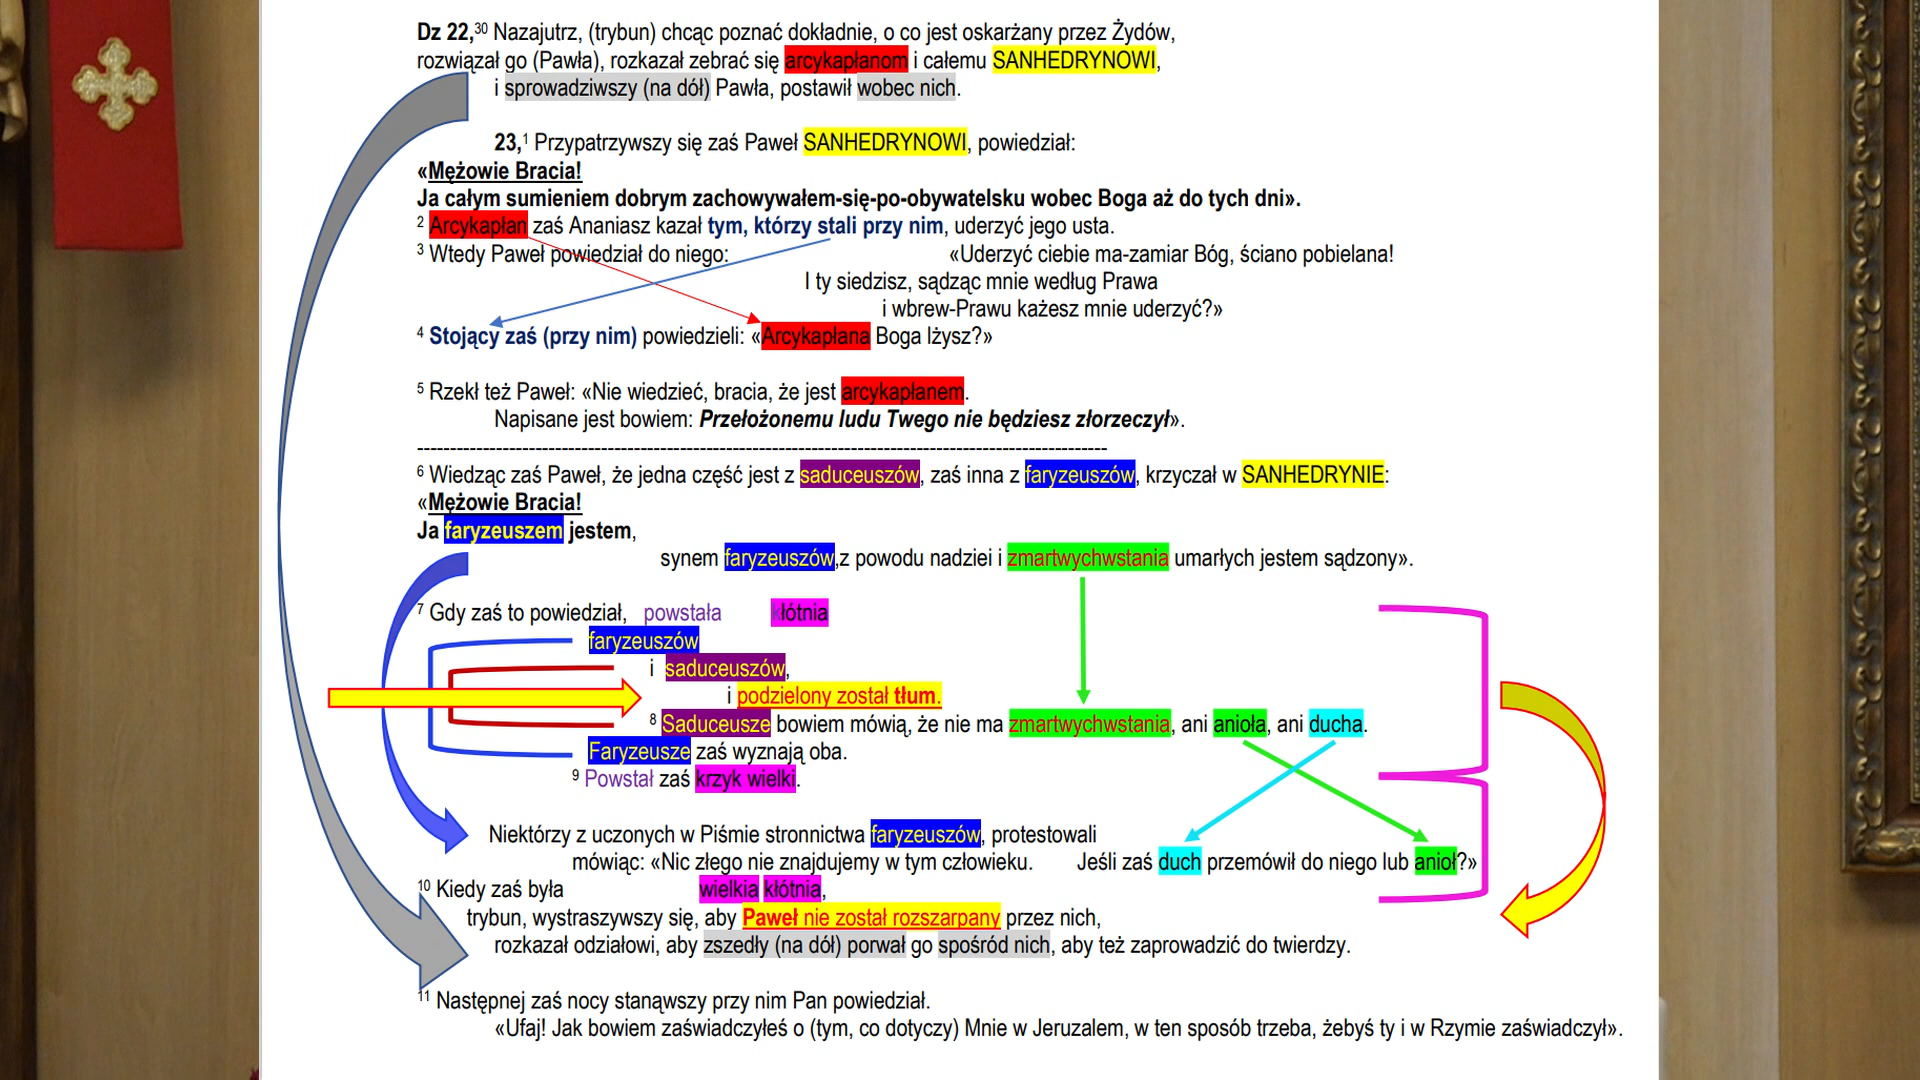 Dz 22,30 Nazajutrz, (trybun) chcąc poznać dokładnie, o co jest oskarżany przez Żydów,
rozwiązał go (Pawła), rozkazał zebrać się arcykapłanom i całemu SANHEDRYNOWI,
i sprowadziwszy (na dół) Pawła, postawił wobec nich.
23,1 Przypatrzywszy się zaś Paweł SANHEDRYNOWI, powiedział:
«Mężowie Bracia!
Ja całym sumieniem dobrym zachowywałem-się-po-obywatelsku wobec Boga aż do tych dni».
2 Arcykapłan zaś Ananiasz kazał tym, którzy stali przy nim, uderzyć jego usta.
3 Wtedy Paweł powiedział do niego: «Uderzyć ciebie ma-zamiar Bóg, ściano pobielana!
I ty siedzisz, sądząc mnie według Prawa
i wbrew-Prawu każesz mnie uderzyć?»
4 Stojący zaś (przy nim) powiedzieli: «Arcykapłana Boga lżysz?»
5 Rzekł też Paweł: «Nie wiedzieć, bracia, że jest arcykapłanem.
Napisane jest bowiem: Przełożonemu ludu Twego nie będziesz złorzeczył».
6 Wiedząc zaś Paweł, że jedna część jest z saduceuszów, zaś inna z faryzeuszów, krzyczał w SANHEDRYNIE:
«Mężowie Bracia!
Ja faryzeuszem jestem,
synem faryzeuszów,z powodu nadziei i zmartwychwstania umarłych jestem sądzony».
7 Gdy zaś to powiedział, powstała kłótnia
faryzeuszów
i saduceuszów,
i podzielony został tłum.
8 Saduceusze bowiem mówią, że nie ma zmartwychwstania, ani anioła, ani ducha.
Faryzeusze zaś wyznają oba.
9 Powstał zaś krzyk wielki.
Niektórzy z uczonych w Piśmie stronnictwa faryzeuszów, protestowali
mówiąc: «Nic złego nie znajdujemy w tym człowieku. Jeśli zaś duch przemówił do niego lub anioł?»
10 Kiedy zaś była wielkia kłótnia,
trybun, wystraszywszy się, aby Paweł nie został rozszarpany przez nich,
rozkazał odziałowi, aby zszedły (na dół) porwał go spośród nich, aby też zaprowadzić do twierdzy.
11 Następnej zaś nocy stanąwszy przy nim Pan powiedział.
«Ufaj! Jak bowiem zaświadczyłeś o (tym, co dotyczy) Mnie w Jeruzalem, w ten sposób trzeba, żebyś ty i w Rzymie zaświadczył».